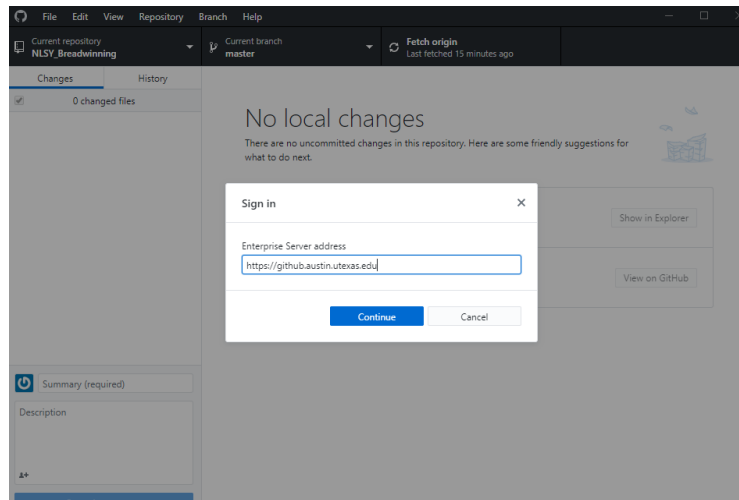 File Edit View Repository Branch Help
Current repository
NLSY_Breadwinning
Current branch
master
Fetch origin
Last fetched 15 minutes ago
Changes History
0 changed files
No local changes
There are no uncommitted changes in this repository. Here are some friendly suggestions for
what to do next.
Sign in
Enterprise Server address
https://github.austin.utexas.edu
Continue Cancel
Show in Explorer
View on GitHub
Summary (required)
Description